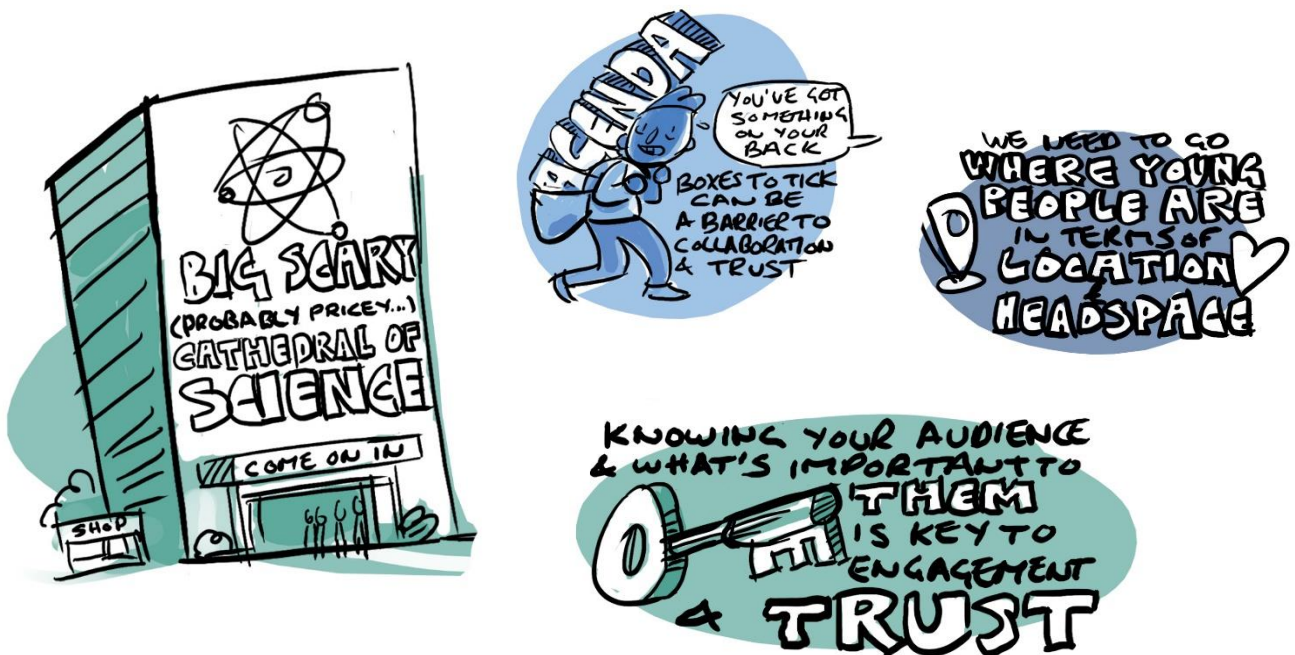 BIG SCARY
(PROBABLY PRICEY...)
CATHEDRAL OF
SCIENCE
COME ON IN
SHOP
AGENDA
YOU'VE GOT
SOMETHING
ON YOUR
BACK
BOXES TO TICK
CAN BE
A BARRIER TO
COLLABORATION
& TRUST
WE NEED TO GO
WHERE YOUNG
PEOPLE ARE
IN TERMS OF
LOCATION
&
HEADSPACE
KNOWING YOUR AUDIENCE
& WHAT'S IMPORTANT TO
THEM
IS KEY TO
ENGAGEMENT
& TRUST